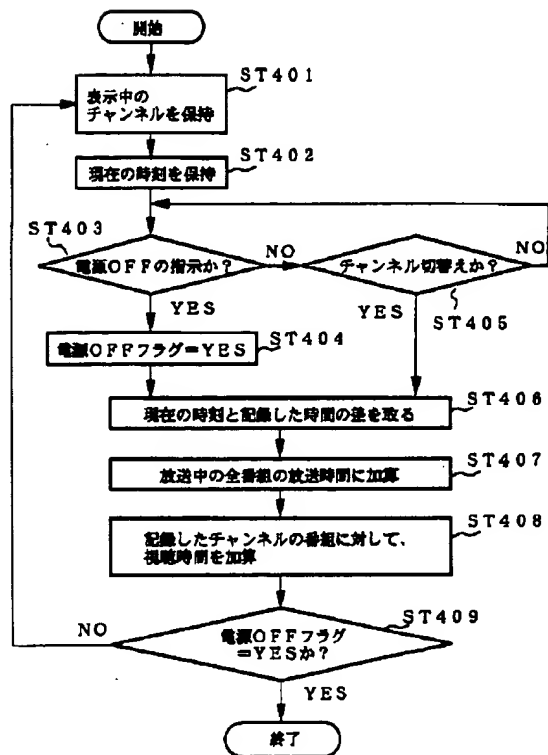 開始
ST401
表示中の
チャンネルを保持
ST402
現在の時刻を保持
ST403
電源OFFの指示か?
NO
チャンネル切替えか?
NO
YES
YES
ST405
ST404
電源OFFフラグ=YES
ST406
現在の時刻と記録した時間の差を取る
ST407
放送中の全番組の放送時間に加算
ST408
記録したチャンネルの番組に対して、
視聴時間を加算
ST409
NO
電源OFFフラグ
=YESか?
YES
終了